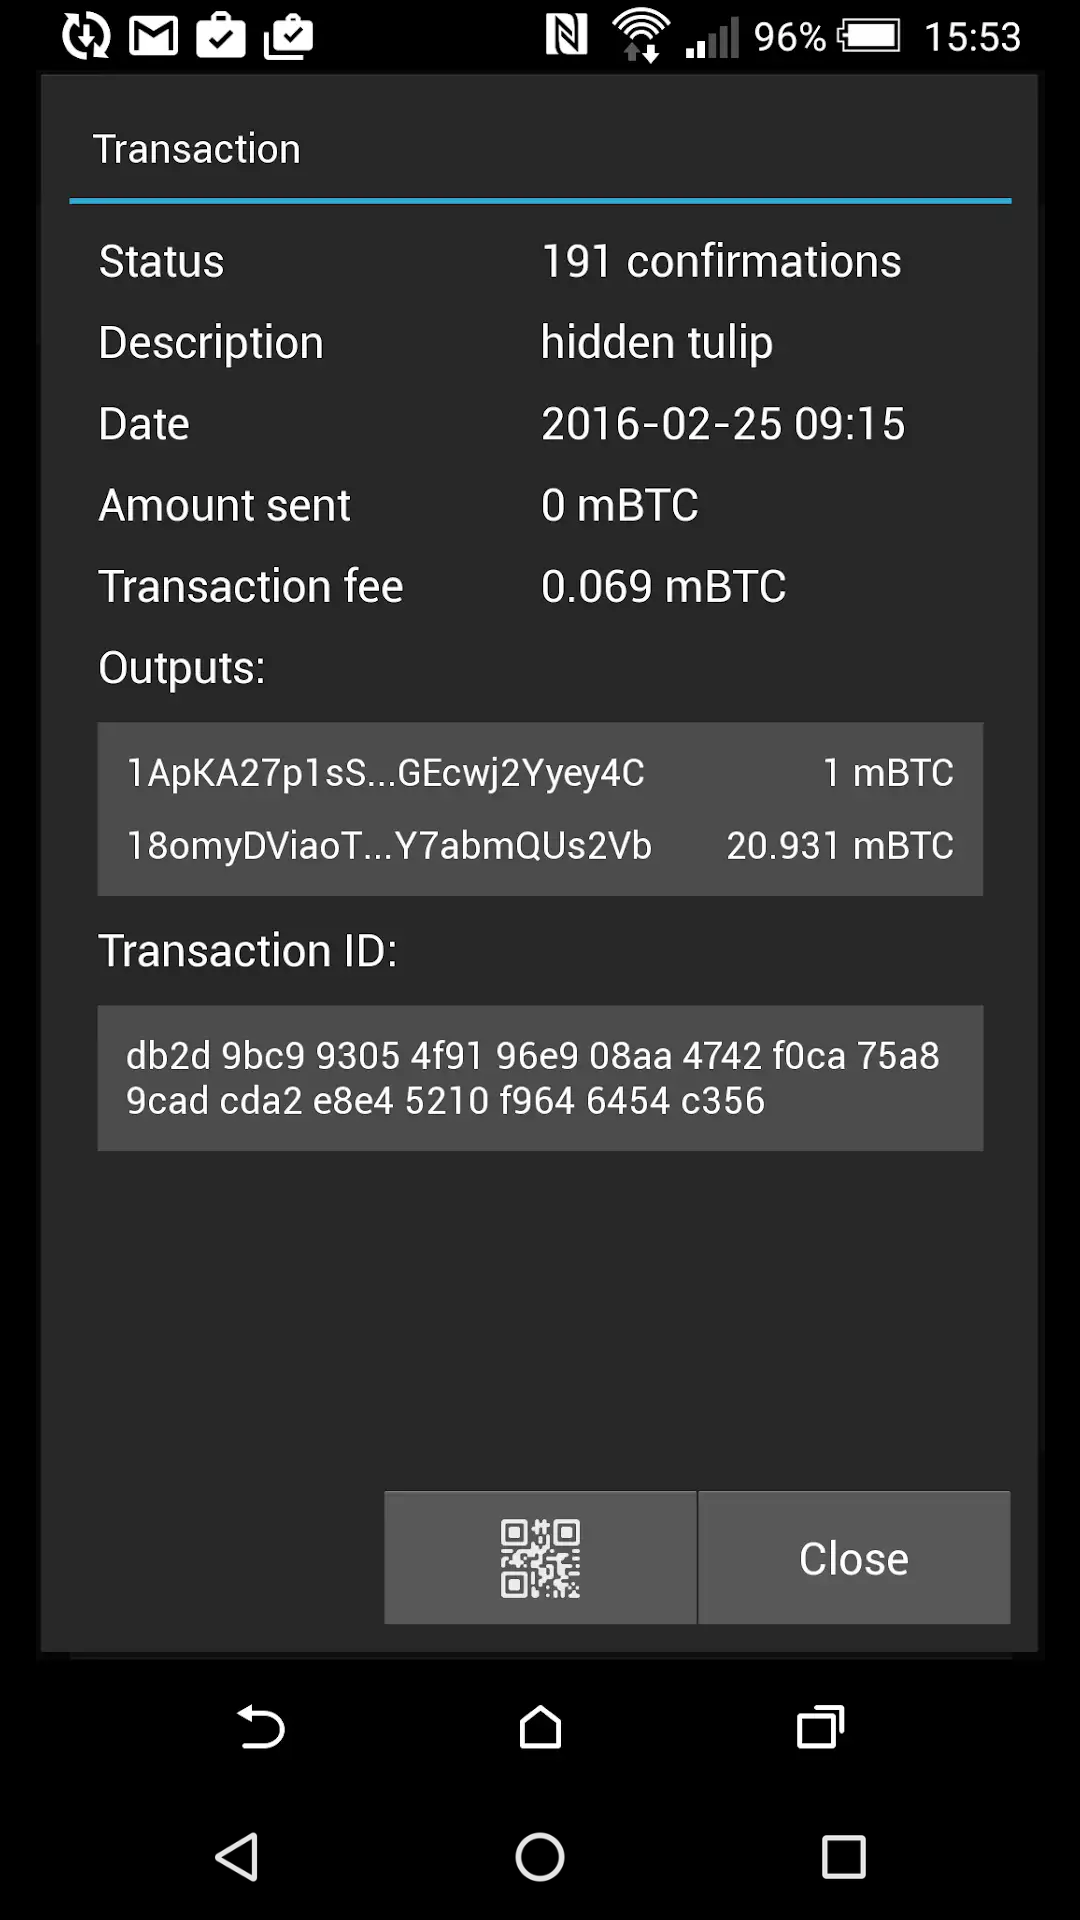 96% 15:53
Transaction
Status 191 confirmations
Description hidden tulip
Date 2016-02-25 09:15
Amount sent 0 mBTC
Transaction fee 0.069 mBTC
Outputs:
1ApKA27p1sS...GEcwj2Yyey4C 1 mBTC
18omyDViaoT...Y7abmQUs2Vb 20.931 mBTC
Transaction ID:
db2d 9bc9 9305 4f91 96e9 08aa 4742 f0ca 75a8
9cad cda2 e8e4 5210 f964 6454 c356
Close